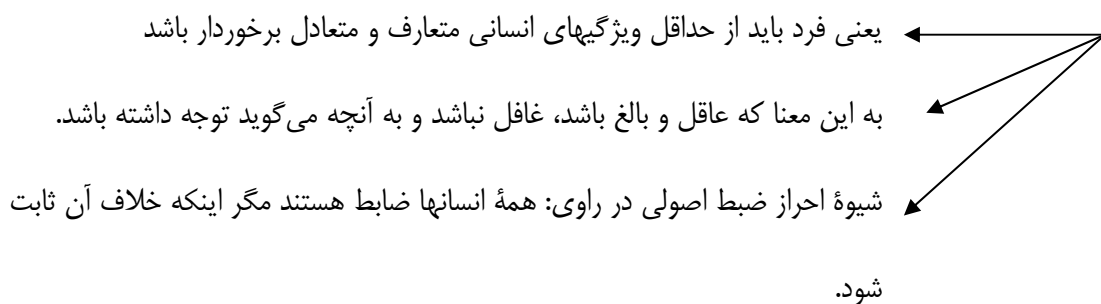 یعنی فرد باید از حداقل ویژگیهای انسانی متعارف و متعادل برخوردار باشد
به این معنا که عاقل و بالغ باشد، غافل نباشد و به آنچه می‌گوید توجه داشته باشد.
شیوۀ احراز ضبط اصولی در راوی: همۀ انسانها ضابط هستند مگر اینکه خلاف آن ثابت
شود.